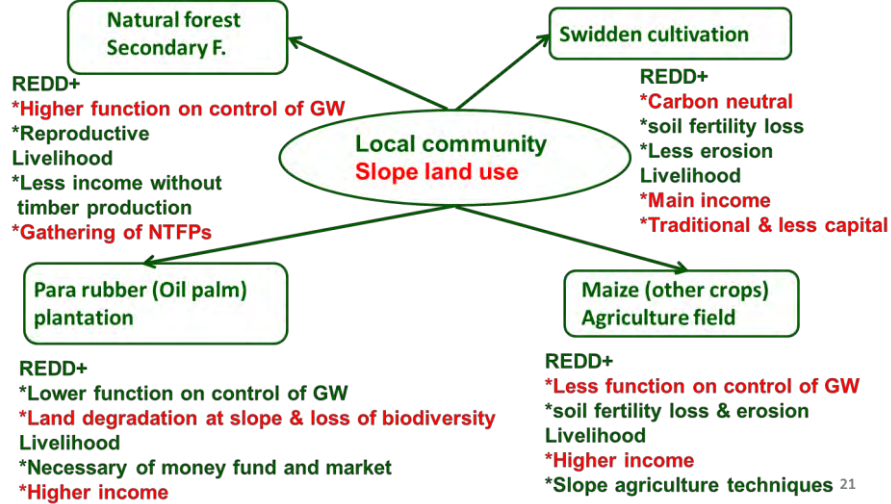 Natural forest
Secondary F.
REDD+
*Higher function on control of GW
*Reproductive
Livelihood
*Less income without
timber production
*Gathering of NTFPs
Swidden cultivation
REDD+
*Carbon neutral
*soil fertility loss
*Less erosion
Livelihood
*Main income
*Traditional & less capital
Local community
Slope land use
Para rubber (Oil palm)
plantation
REDD+
*Lower function on control of GW
*Land degradation at slope & loss of biodiversity
Livelihood
*Necessary of money fund and market
*Higher income
Maize (other crops)
Agriculture field
REDD+
*Less function on control of GW
*soil fertility loss & erosion
Livelihood
*Higher income
*Slope agriculture techniques
21